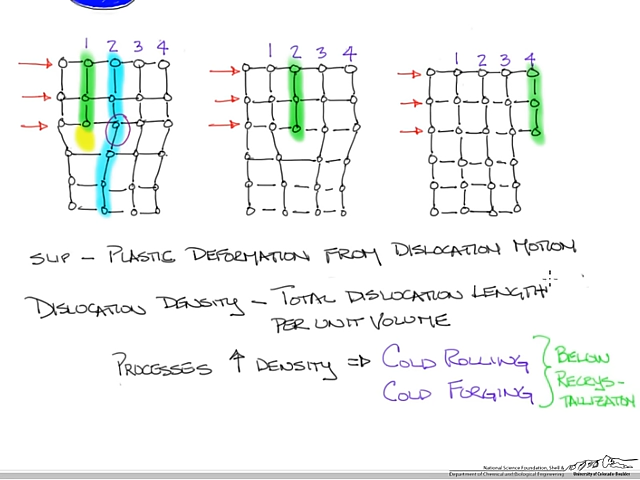 1 2 3 4
1 2 3 4
1 2 3 4
SLIP – PLASTIC DEFORMATION FROM DISLOCATION MOTION
DISLOCATION DENSITY – TOTAL DISLOCATION LENGTH
PER UNIT VOLUME
PROCESSES ↑ DENSITY ⇒ COLD ROLLING
COLD FORGING
BELOW
RECRYS-
TALLIZATION
National Science Foundation, Shell &
Department of Chemical and Biological Engineering
University of Colorado Boulder